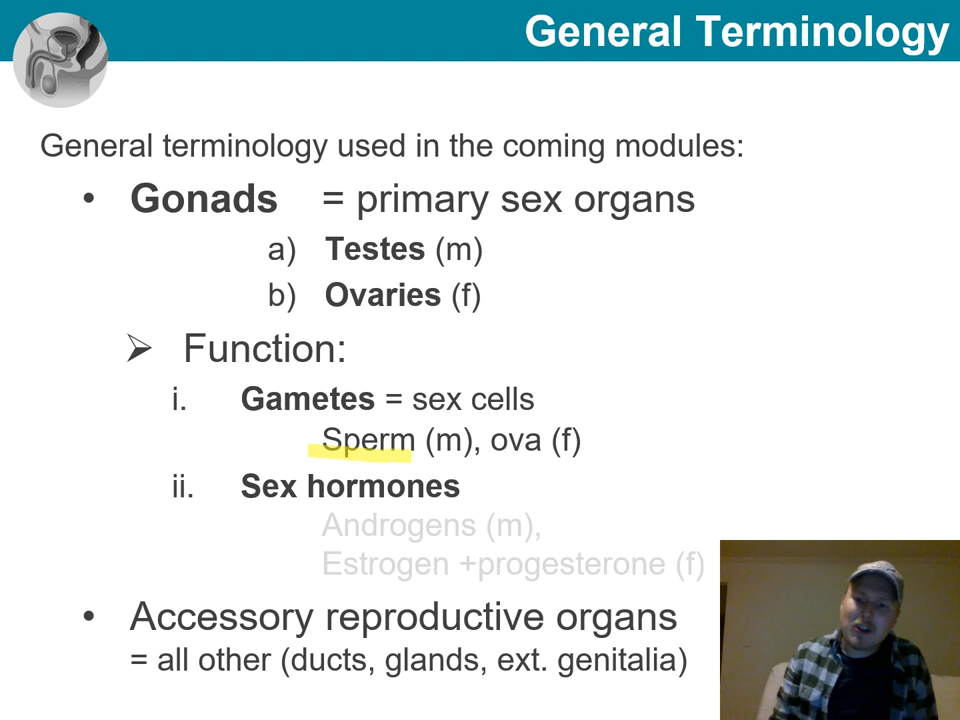 General Terminology
General terminology used in the coming modules:
• Gonads = primary sex organs
a) Testes (m)
b) Ovaries (f)
➢ Function:
i. Gametes = sex cells
Sperm (m), ova (f)
ii. Sex hormones
Androgens (m),
Estrogen +progesterone (f)
• Accessory reproductive organs
= all other (ducts, glands, ext. genitalia)